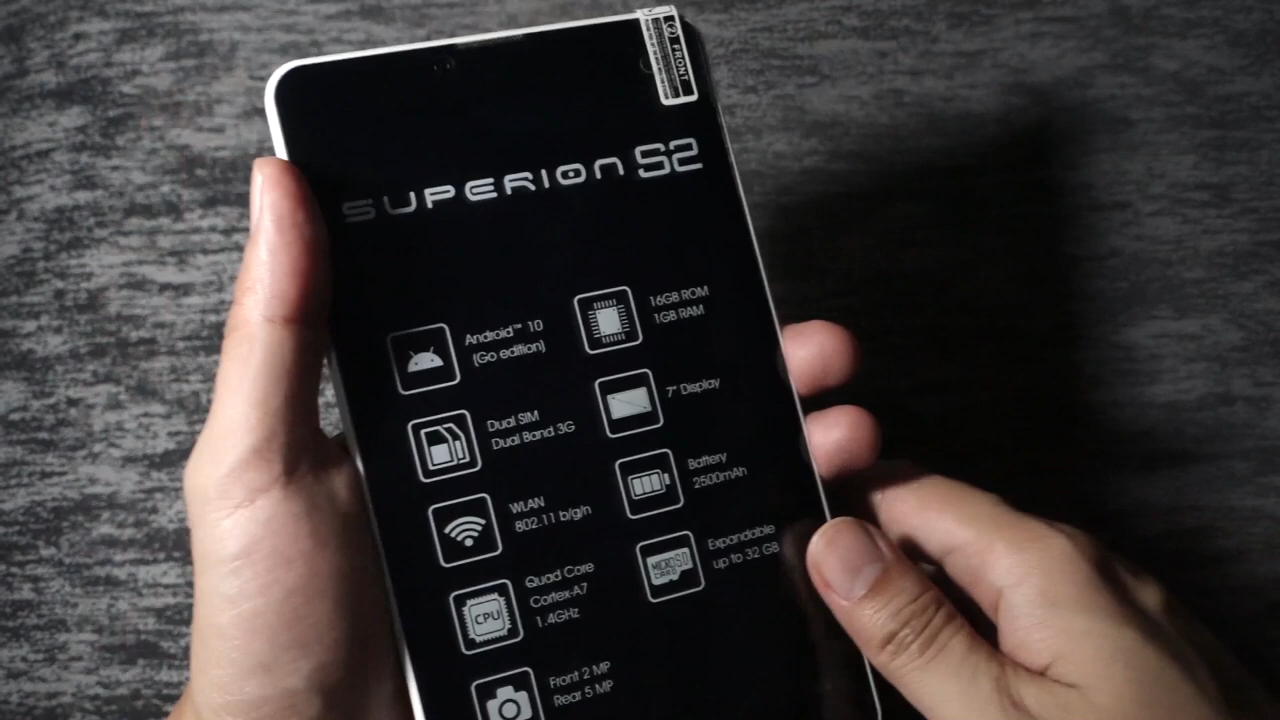 ② FRONT
SUPERION S2
Android™ 10
(Go edition)
16GB ROM
1GB RAM
Dual SIM
Dual Band 3G
7" Display
WLAN
802.11 b/g/n
Battery
2500mAh
CPU
Quad Core
Cortex-A7
1.4GHz
MICRO SD
CARD
Expandable
up to 32 GB
Front 2 MP
Rear 5 MP